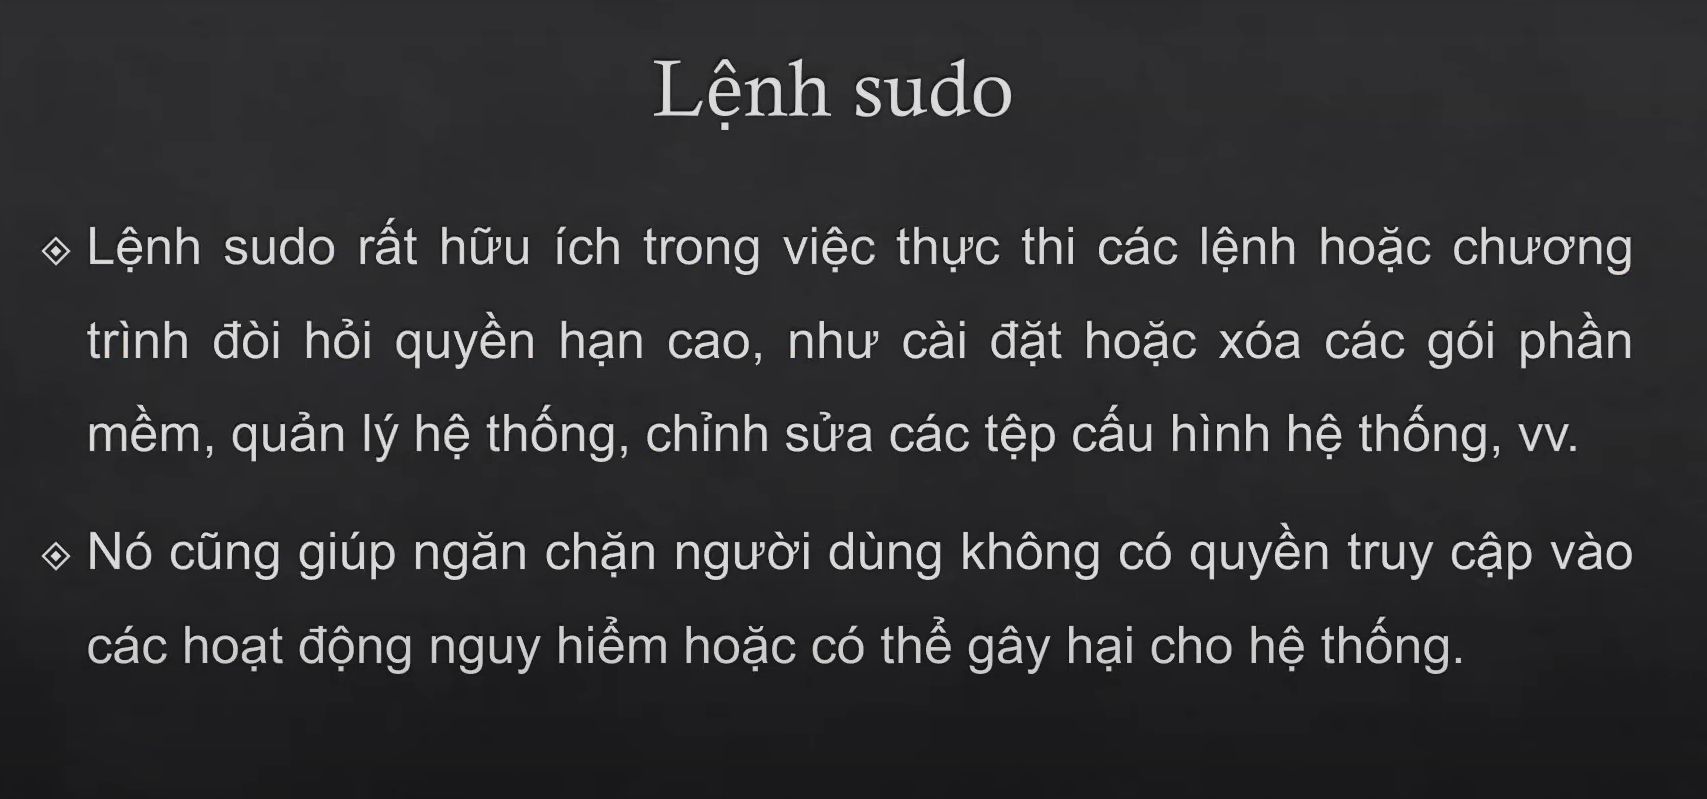 Lệnh sudo
Lệnh sudo rất hữu ích trong việc thực thi các lệnh hoặc chương
trình đòi hỏi quyền hạn cao, như cài đặt hoặc xóa các gói phần
mềm, quản lý hệ thống, chỉnh sửa các tệp cấu hình hệ thống, vv.
Nó cũng giúp ngăn chặn người dùng không có quyền truy cập vào
các hoạt động nguy hiểm hoặc có thể gây hại cho hệ thống.